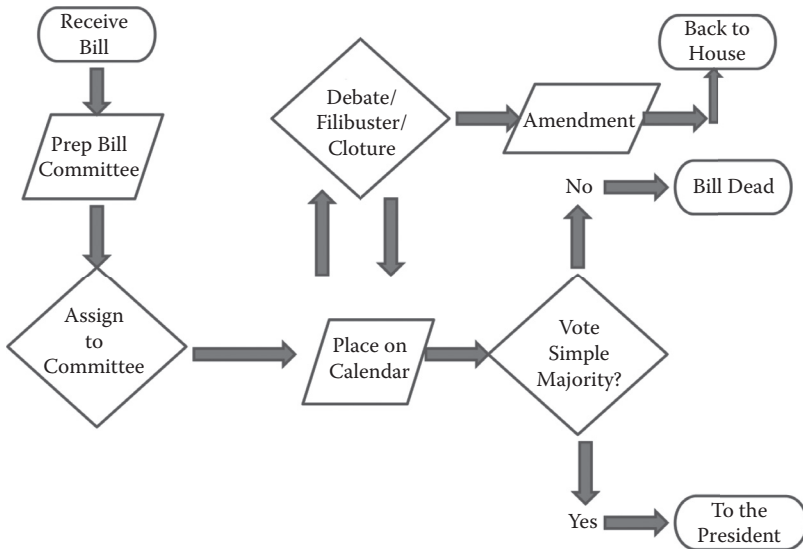 Receive
Bill
Prep Bill
Committee
Assign
to
Committee
Place on
Calendar
Debate/
Filibuster/
Cloture
Amendment
Back to
House
Vote
Simple
Majority?
No
Bill Dead
Yes
To the
President